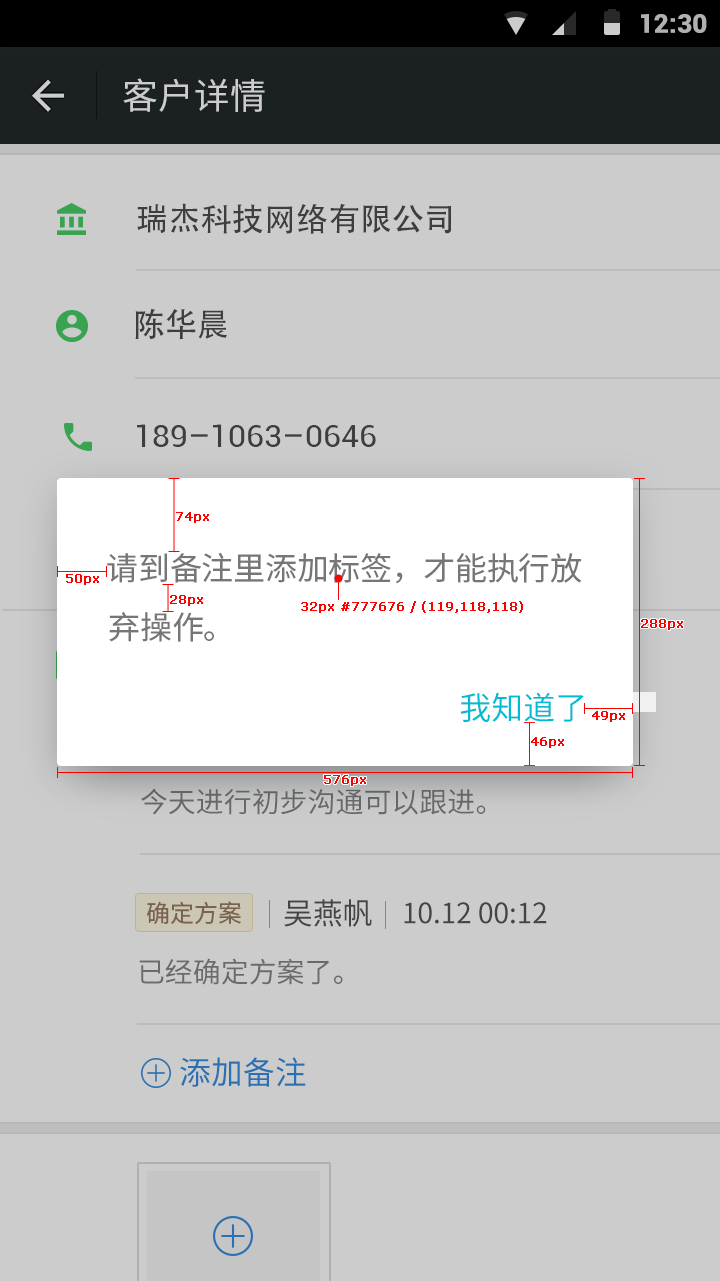 12:30
客户详情
瑞杰科技网络有限公司
陈华晨
189-1063-0646
74px
请到备注里添加标签，才能执行放
50px
28px
32px #777676 / (119,118,118)
288px
弃操作。
我知道了
49px
46px
576px
今天进行初步沟通可以跟进。
确定方案 吴燕帆 10.12 00:12
已经确定方案了。
添加备注